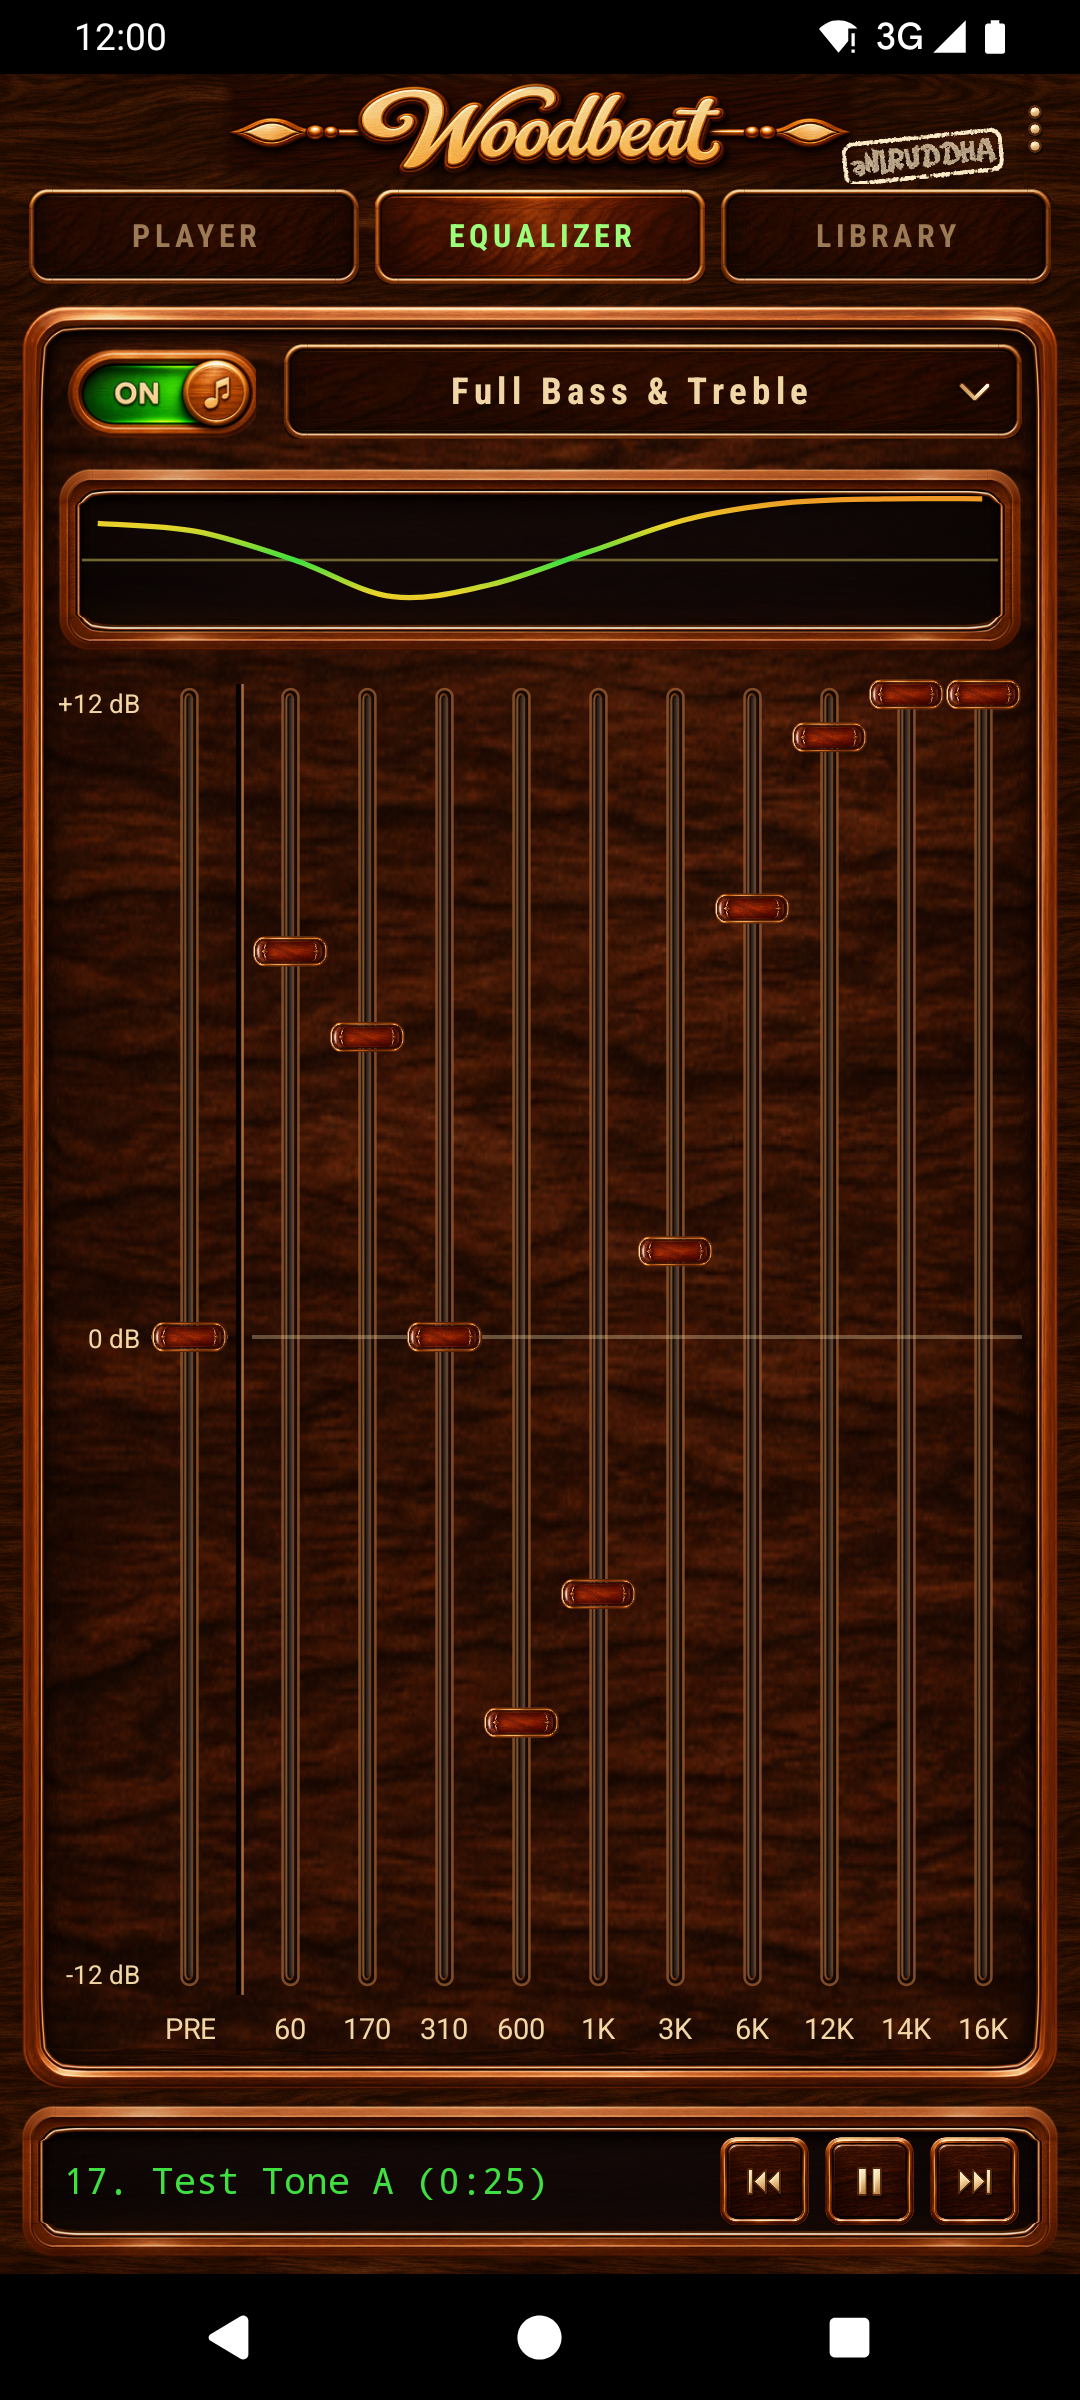 12:00
3G
Woodbeat
aNIRUDDHA
PLAYER EQUALIZER LIBRARY
ON
Full Bass & Treble
+12 dB
0 dB
-12 dB
PRE 60 170 310 600 1K 3K 6K 12K 14K 16K
17. Test Tone A (0:25)